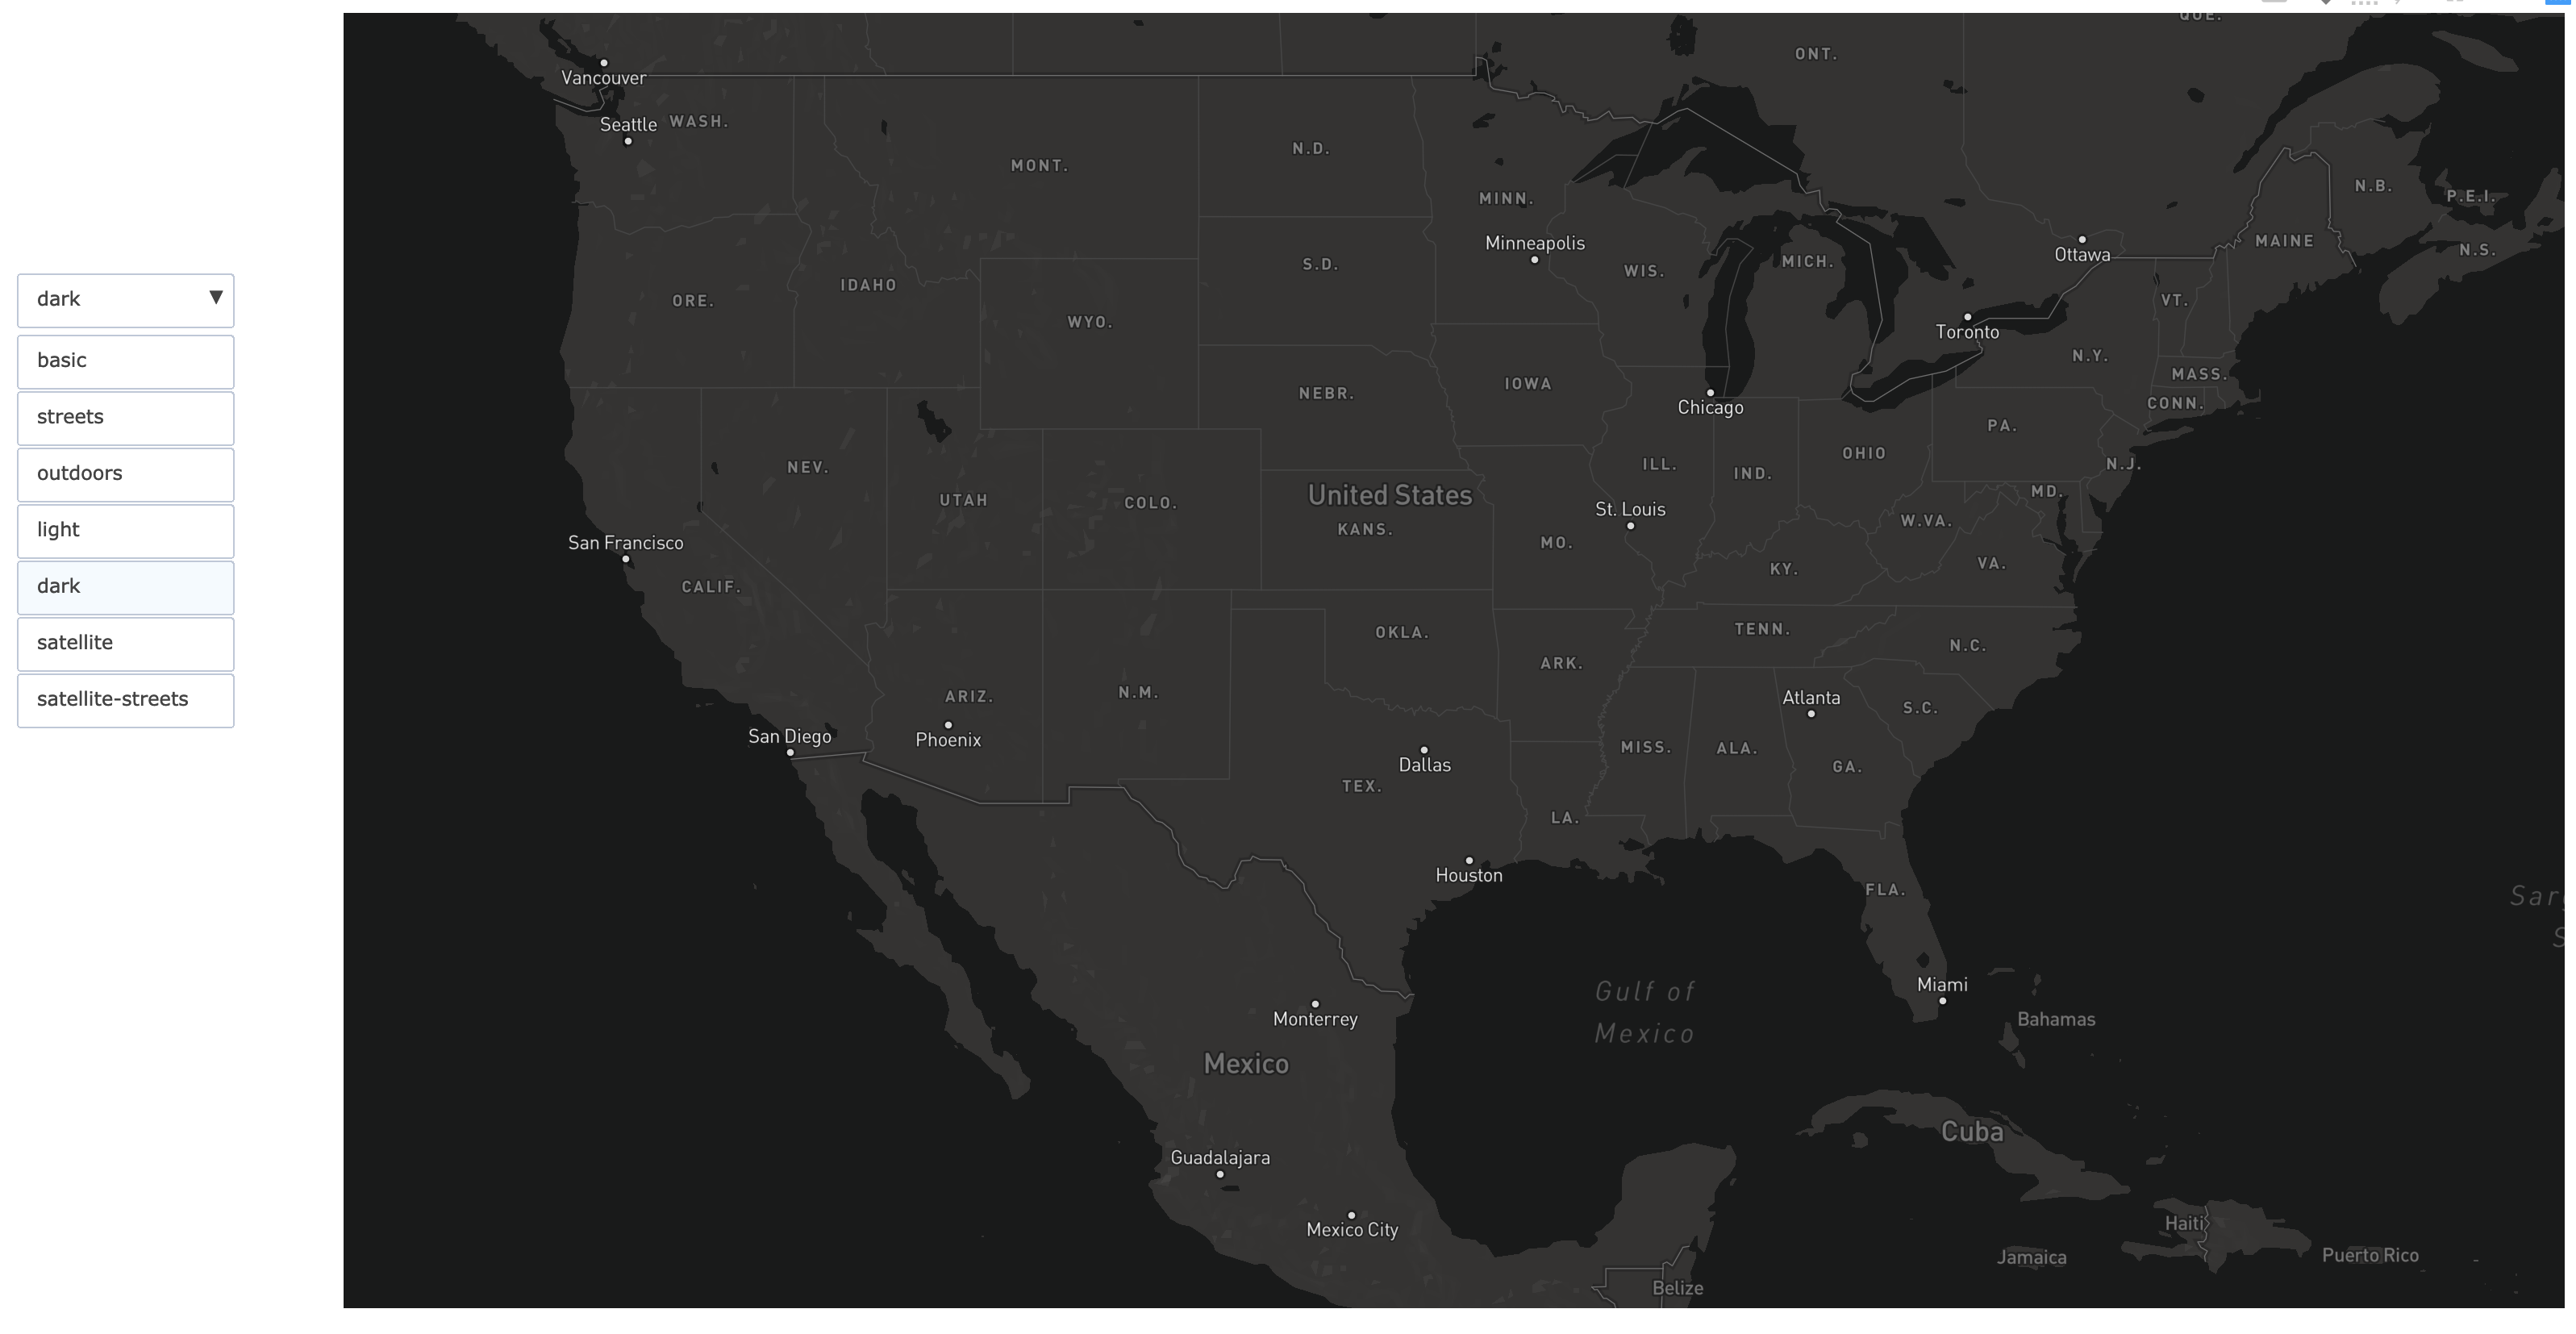 dark ▼
basic
streets
outdoors
light
dark
satellite
satellite-streets
QUE.
ONT.
Vancouver
Seattle
WASH.
N.D.
MONT.
N.B.
MINN.
P.E.I.
Minneapolis
MAINE
N.S.
Ottawa
S.D.
WIS.
MICH.
IDAHO
ORE.
VT.
WYO.
Toronto
N.Y.
MASS.
IOWA
NEBR.
CONN.
Chicago
PA.
OHIO
NEV.
ILL.
IND.
N.J.
United States
MD.
UTAH
COLO.
St. Louis
W.VA.
KANS.
San Francisco
MO.
VA.
KY.
CALIF.
TENN.
OKLA.
N.C.
ARK.
N.M.
ARIZ.
Atlanta
S.C.
San Diego
Phoenix
MISS.
ALA.
Dallas
GA.
TEX.
LA.
Houston
FLA.
Miami
Gulf of
Mexico
Monterrey
Bahamas
Mexico
Cuba
Guadalajara
Haiti
Mexico City
Jamaica
Puerto Rico
Belize